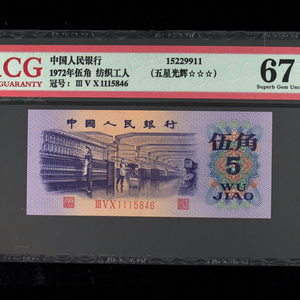 ACG
GUARANTY
中国人民银行
1972年伍角 纺织工人
冠号：ⅢⅤⅩ1115846
15229911
（五星光辉☆☆☆）
67
Superb Gem Unc
中国人民银行
伍角
5
WU
JIAO
ⅢⅤⅩ1115846